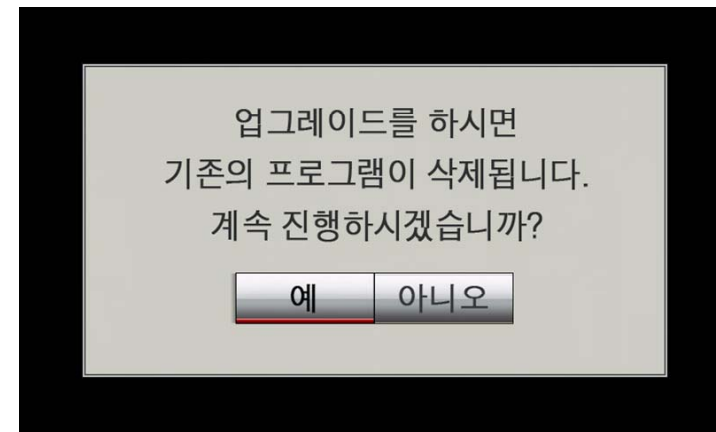 업그레이드를 하시면
기존의 프로그램이 삭제됩니다.
계속 진행하시겠습니까?
예 아니오